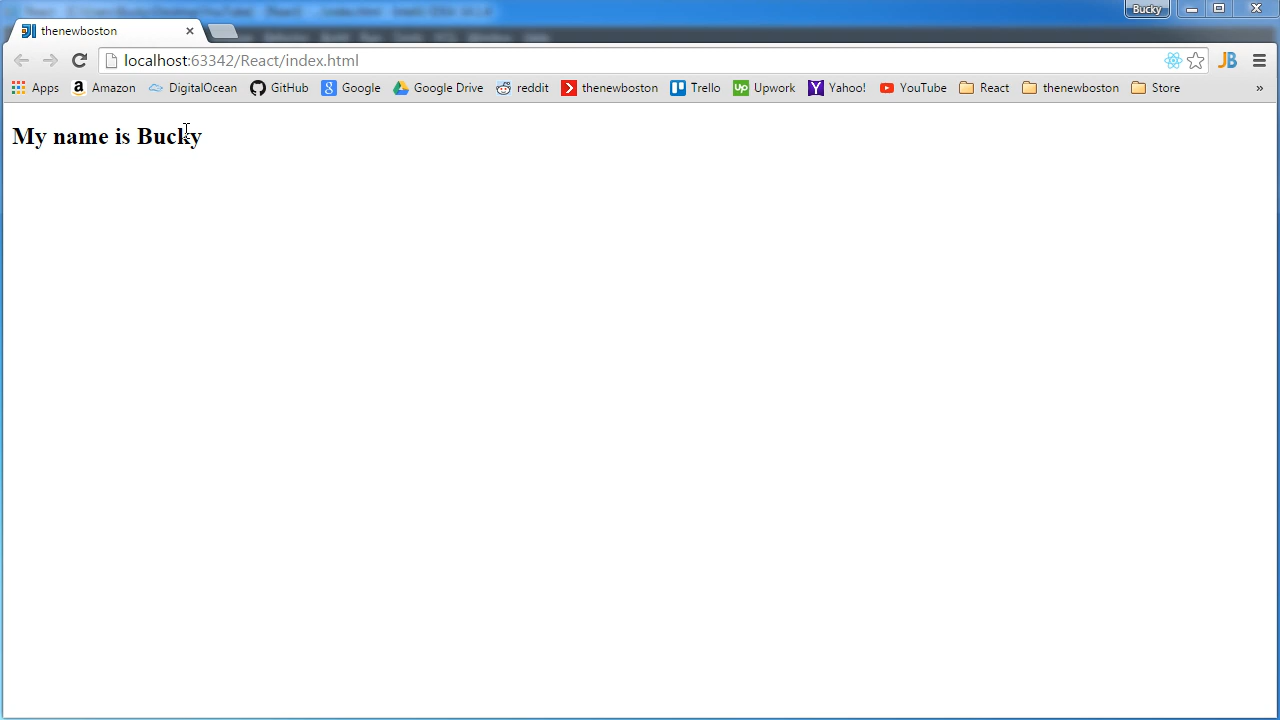 Bucky
thenewboston
localhost:63342/React/index.html
Apps Amazon DigitalOcean GitHub Google Google Drive reddit thenewboston Trello Upwork Yahoo! YouTube React thenewboston Store »
My name is Bucky